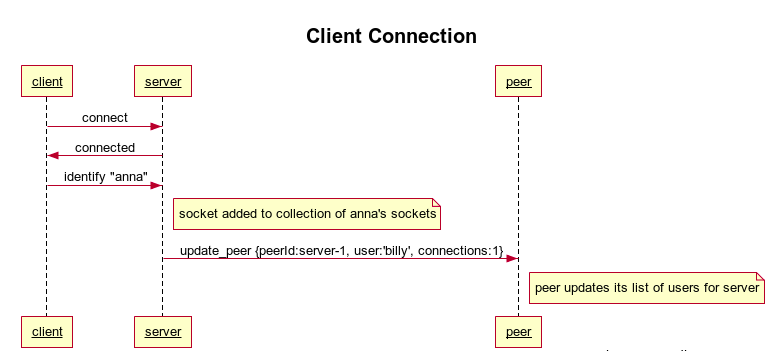 Client Connection
client
server
peer
connect
connected
identify "anna"
socket added to collection of anna's sockets
update_peer {peerId:server-1, user:'billy', connections:1}
peer updates its list of users for server
client
server
peer